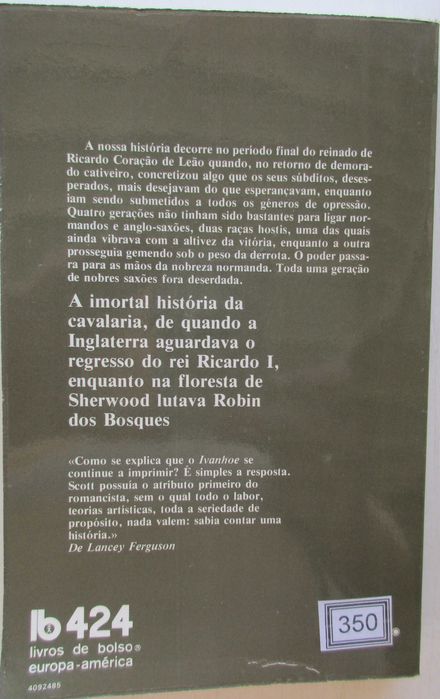 A nossa história decorre no período final do reinado de
Ricardo Coração de Leão quando, no retorno de demora-
do cativeiro, concretizou algo que os seus súbditos, deses-
perados, mais desejavam do que esperançavam, enquanto
iam sendo submetidos a todos os géneros de opressão.
Quatro gerações não tinham sido bastantes para ligar nor-
mandos e anglo-saxões, duas raças hostis, uma das quais
ainda vibrava com a altivez da vitória, enquanto a outra
prosseguia gemendo sob o peso da derrota. O poder passa-
ra para as mãos da nobreza normanda. Toda uma geração
de nobres saxões fora deserdada.
A imortal história da
cavalaria, de quando a
Inglaterra aguardava o
regresso do rei Ricardo I,
enquanto na floresta de
Sherwood lutava Robin
dos Bosques
«Como se explica que o Ivanhoe se
continue a imprimir? É simples a resposta.
Scott possuía o atributo primeiro do
romancista, sem o qual todo o labor,
teorias artísticas, toda a seriedade de
propósito, nada valem: sabia contar uma
história.»
De Lancey Ferguson
lb 424
livros de bolso®
europa-américa
4092485
350